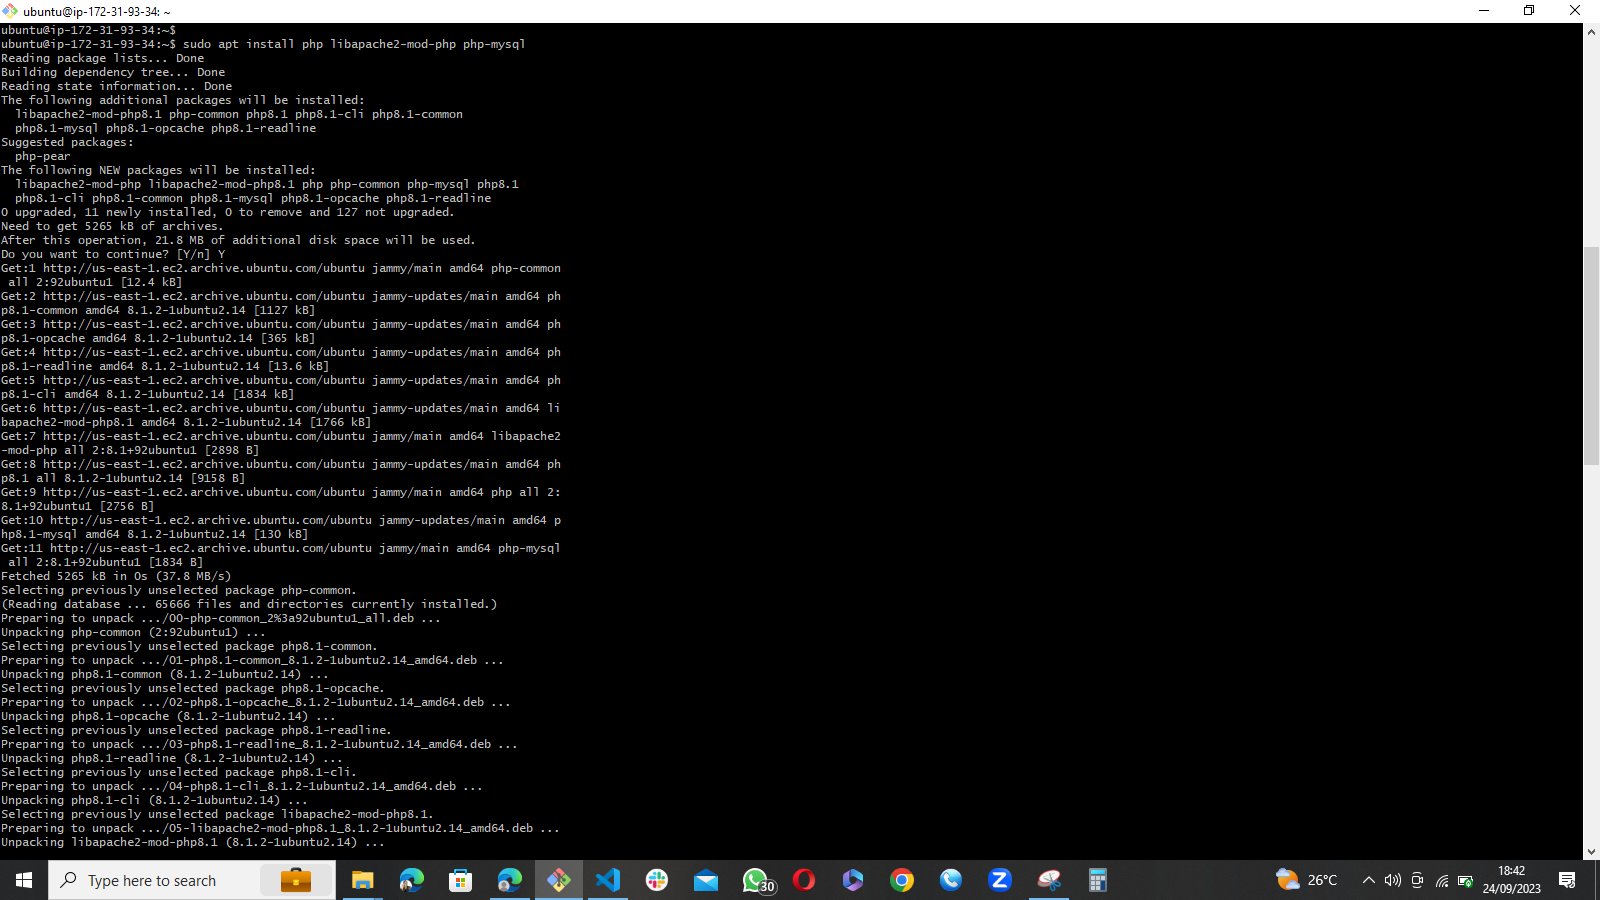 ubuntu@ip-172-31-93-34: ~
ubuntu@ip-172-31-93-34:~$
ubuntu@ip-172-31-93-34:~$ sudo apt install php libapache2-mod-php php-mysql
Reading package lists... Done
Building dependency tree... Done
Reading state information... Done
The following additional packages will be installed:
  libapache2-mod-php8.1 php-common php8.1 php8.1-cli php8.1-common
  php8.1-mysql php8.1-opcache php8.1-readline
Suggested packages:
  php-pear
The following NEW packages will be installed:
  libapache2-mod-php libapache2-mod-php8.1 php php-common php-mysql php8.1
  php8.1-cli php8.1-common php8.1-mysql php8.1-opcache php8.1-readline
0 upgraded, 11 newly installed, 0 to remove and 127 not upgraded.
Need to get 5265 kB of archives.
After this operation, 21.8 MB of additional disk space will be used.
Do you want to continue? [Y/n] Y
Get:1 http://us-east-1.ec2.archive.ubuntu.com/ubuntu jammy/main amd64 php-common
 all 2:92ubuntu1 [12.4 kB]
Get:2 http://us-east-1.ec2.archive.ubuntu.com/ubuntu jammy-updates/main amd64 ph
p8.1-common amd64 8.1.2-1ubuntu2.14 [1127 kB]
Get:3 http://us-east-1.ec2.archive.ubuntu.com/ubuntu jammy-updates/main amd64 ph
p8.1-opcache amd64 8.1.2-1ubuntu2.14 [365 kB]
Get:4 http://us-east-1.ec2.archive.ubuntu.com/ubuntu jammy-updates/main amd64 ph
p8.1-readline amd64 8.1.2-1ubuntu2.14 [13.6 kB]
Get:5 http://us-east-1.ec2.archive.ubuntu.com/ubuntu jammy-updates/main amd64 ph
p8.1-cli amd64 8.1.2-1ubuntu2.14 [1834 kB]
Get:6 http://us-east-1.ec2.archive.ubuntu.com/ubuntu jammy-updates/main amd64 li
bapache2-mod-php8.1 amd64 8.1.2-1ubuntu2.14 [1766 kB]
Get:7 http://us-east-1.ec2.archive.ubuntu.com/ubuntu jammy/main amd64 libapache2
-mod-php all 2:8.1+92ubuntu1 [2898 B]
Get:8 http://us-east-1.ec2.archive.ubuntu.com/ubuntu jammy-updates/main amd64 ph
p8.1 all 8.1.2-1ubuntu2.14 [9158 B]
Get:9 http://us-east-1.ec2.archive.ubuntu.com/ubuntu jammy/main amd64 php all 2:
8.1+92ubuntu1 [2756 B]
Get:10 http://us-east-1.ec2.archive.ubuntu.com/ubuntu jammy-updates/main amd64 p
hp8.1-mysql amd64 8.1.2-1ubuntu2.14 [130 kB]
Get:11 http://us-east-1.ec2.archive.ubuntu.com/ubuntu jammy/main amd64 php-mysql
 all 2:8.1+92ubuntu1 [1834 B]
Fetched 5265 kB in 0s (37.8 MB/s)
Selecting previously unselected package php-common.
(Reading database ... 65666 files and directories currently installed.)
Preparing to unpack .../00-php-common_2%3a92ubuntu1_all.deb ...
Unpacking php-common (2:92ubuntu1) ...
Selecting previously unselected package php8.1-common.
Preparing to unpack .../01-php8.1-common_8.1.2-1ubuntu2.14_amd64.deb ...
Unpacking php8.1-common (8.1.2-1ubuntu2.14) ...
Selecting previously unselected package php8.1-opcache.
Preparing to unpack .../02-php8.1-opcache_8.1.2-1ubuntu2.14_amd64.deb ...
Unpacking php8.1-opcache (8.1.2-1ubuntu2.14) ...
Selecting previously unselected package php8.1-readline.
Preparing to unpack .../03-php8.1-readline_8.1.2-1ubuntu2.14_amd64.deb ...
Unpacking php8.1-readline (8.1.2-1ubuntu2.14) ...
Selecting previously unselected package php8.1-cli.
Preparing to unpack .../04-php8.1-cli_8.1.2-1ubuntu2.14_amd64.deb ...
Unpacking php8.1-cli (8.1.2-1ubuntu2.14) ...
Selecting previously unselected package libapache2-mod-php8.1.
Preparing to unpack .../05-libapache2-mod-php8.1_8.1.2-1ubuntu2.14_amd64.deb ...
Unpacking libapache2-mod-php8.1 (8.1.2-1ubuntu2.14) ...
Type here to search
30
Z
26°C
18:42
24/09/2023